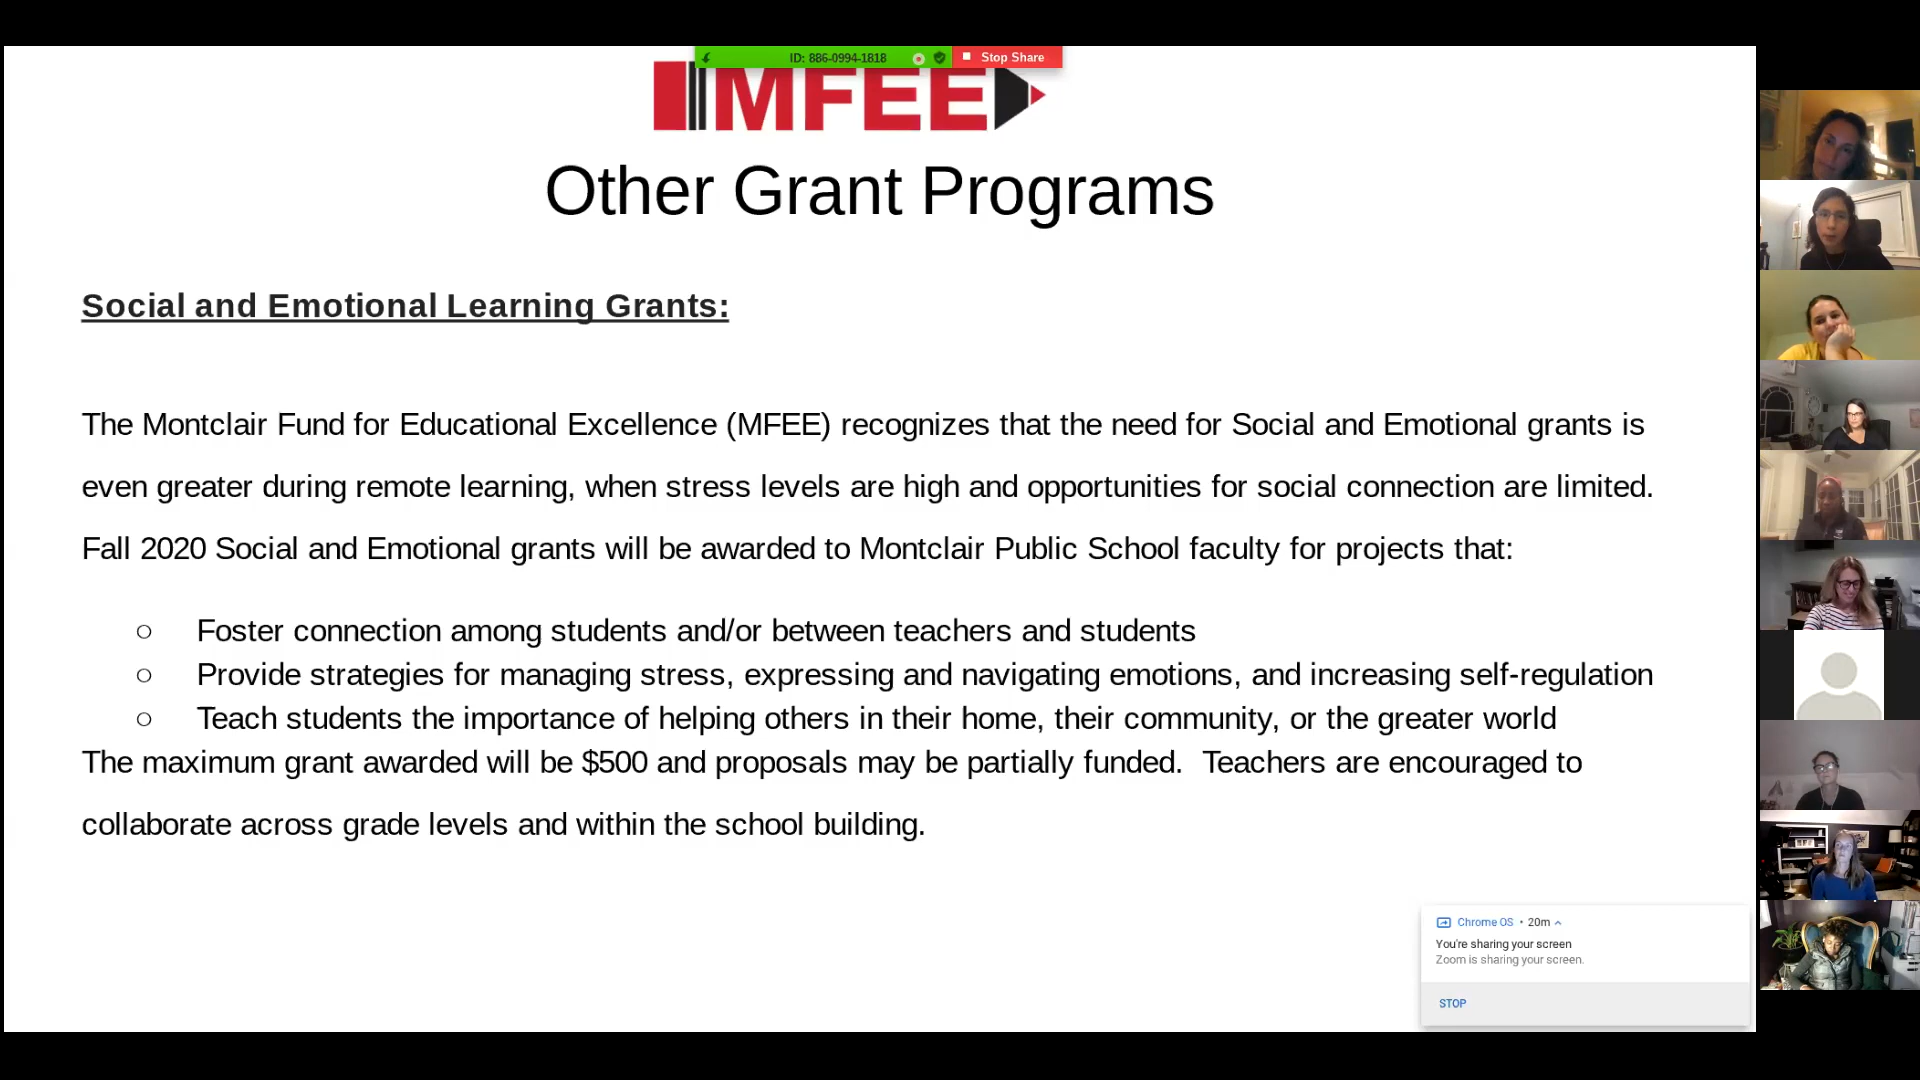 ID: 886-0994-1818
Stop Share
MFEE
Other Grant Programs
Social and Emotional Learning Grants:
The Montclair Fund for Educational Excellence (MFEE) recognizes that the need for Social and Emotional grants is
even greater during remote learning, when stress levels are high and opportunities for social connection are limited.
Fall 2020 Social and Emotional grants will be awarded to Montclair Public School faculty for projects that:
○ Foster connection among students and/or between teachers and students
○ Provide strategies for managing stress, expressing and navigating emotions, and increasing self-regulation
○ Teach students the importance of helping others in their home, their community, or the greater world
The maximum grant awarded will be $500 and proposals may be partially funded.  Teachers are encouraged to
collaborate across grade levels and within the school building.
Chrome OS • 20m
You're sharing your screen
Zoom is sharing your screen.
STOP